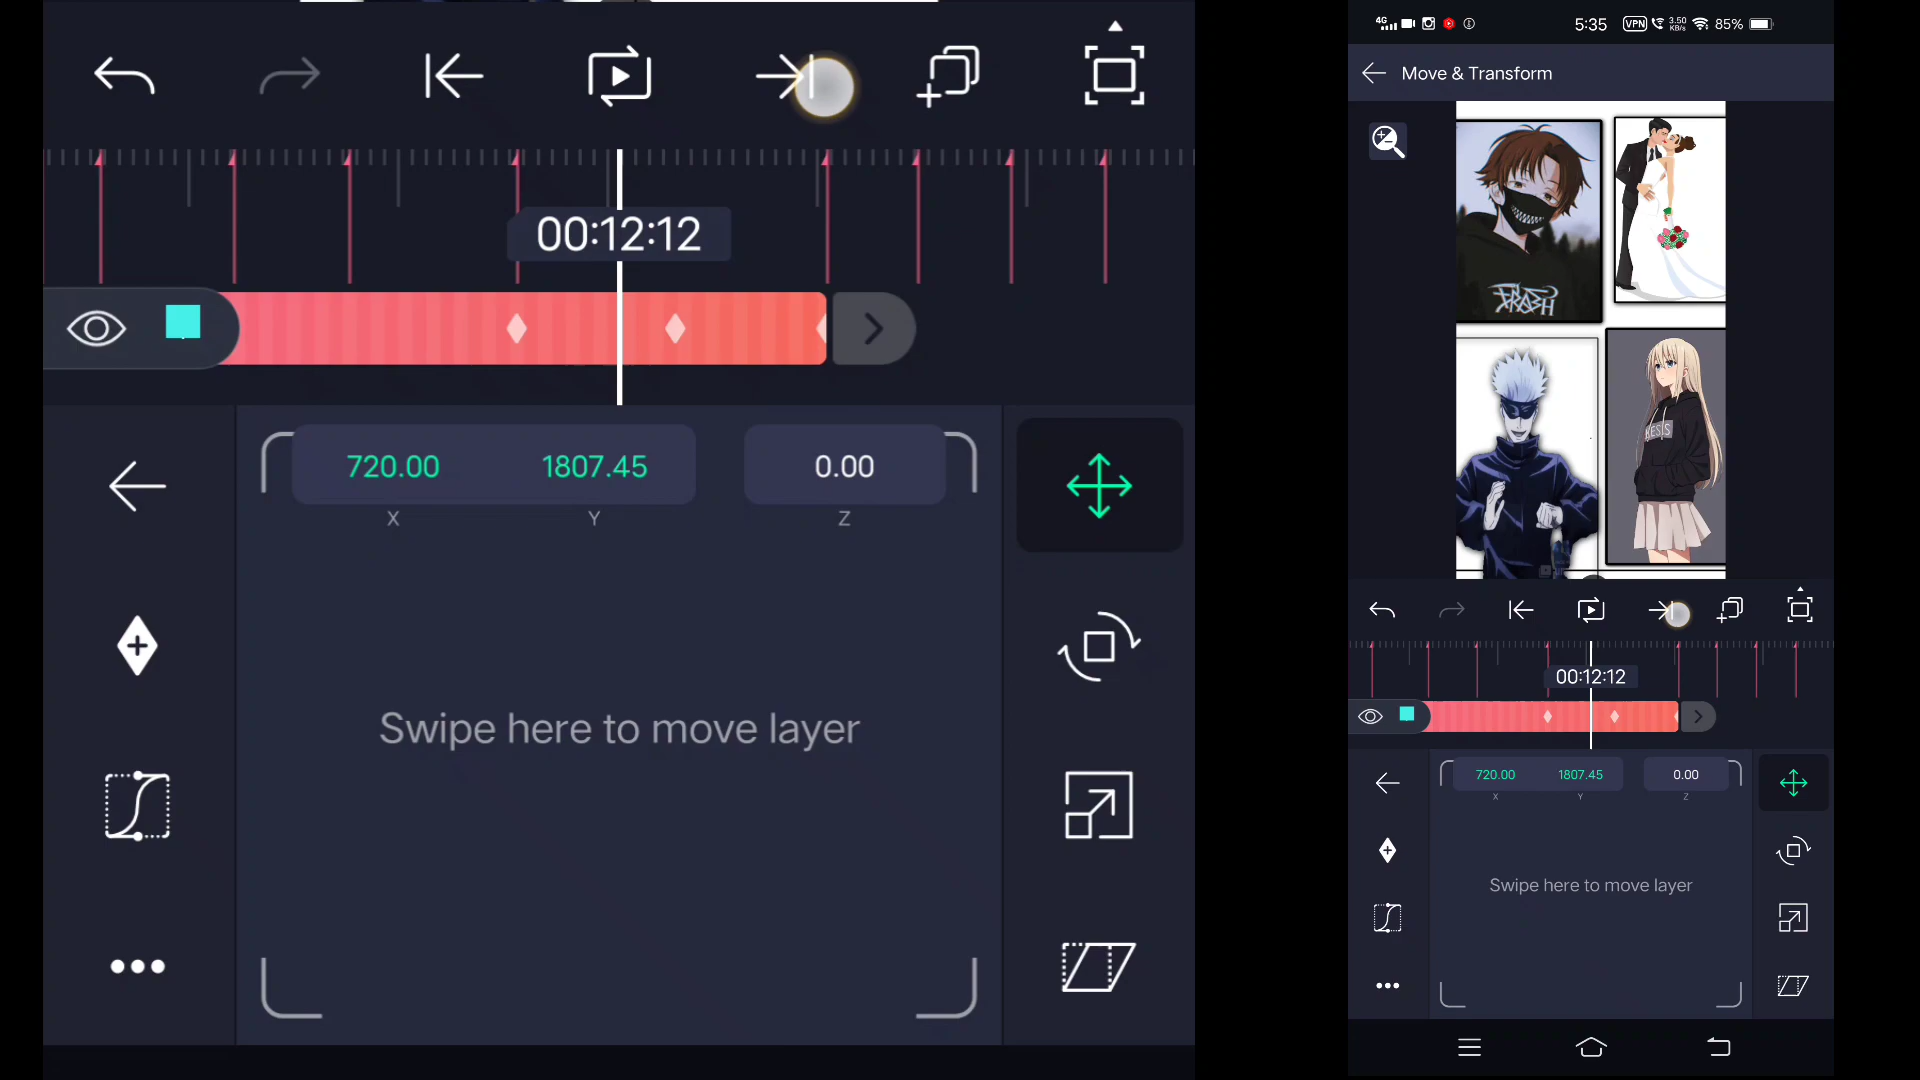 00:12:12
720.00 1807.45 0.00
X Y Z
Swipe here to move layer
4G 5:35 VPN 3.50 KB/s 85%
Move & Transform
00:12:12
720.00 1807.45 0.00
X Y Z
Swipe here to move layer